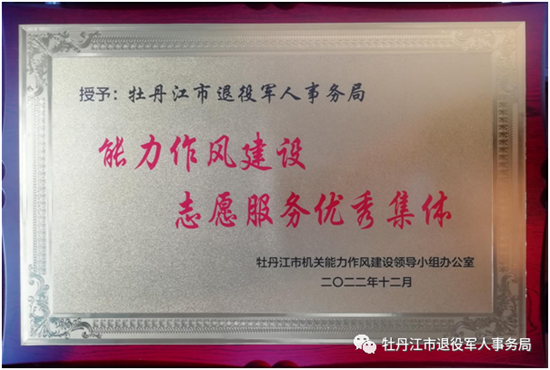 授予：牡丹江市退役军人事务局
能力作风建设
志愿服务优秀集体
牡丹江市机关能力作风建设领导小组办公室
二〇二二年十二月
牡丹江市退役军人事务局